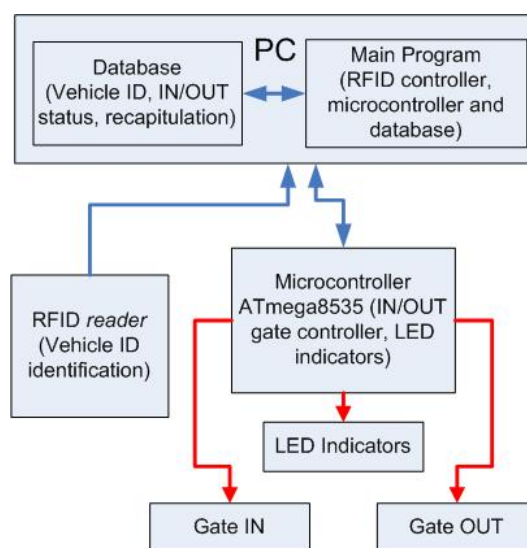 PC
Database
(Vehicle ID, IN/OUT
status, recapitulation)
Main Program
(RFID controller,
microcontroller and
database)
RFID reader
(Vehicle ID
identification)
Microcontroller
ATmega8535 (IN/OUT
gate controller, LED
indicators)
LED Indicators
Gate IN
Gate OUT